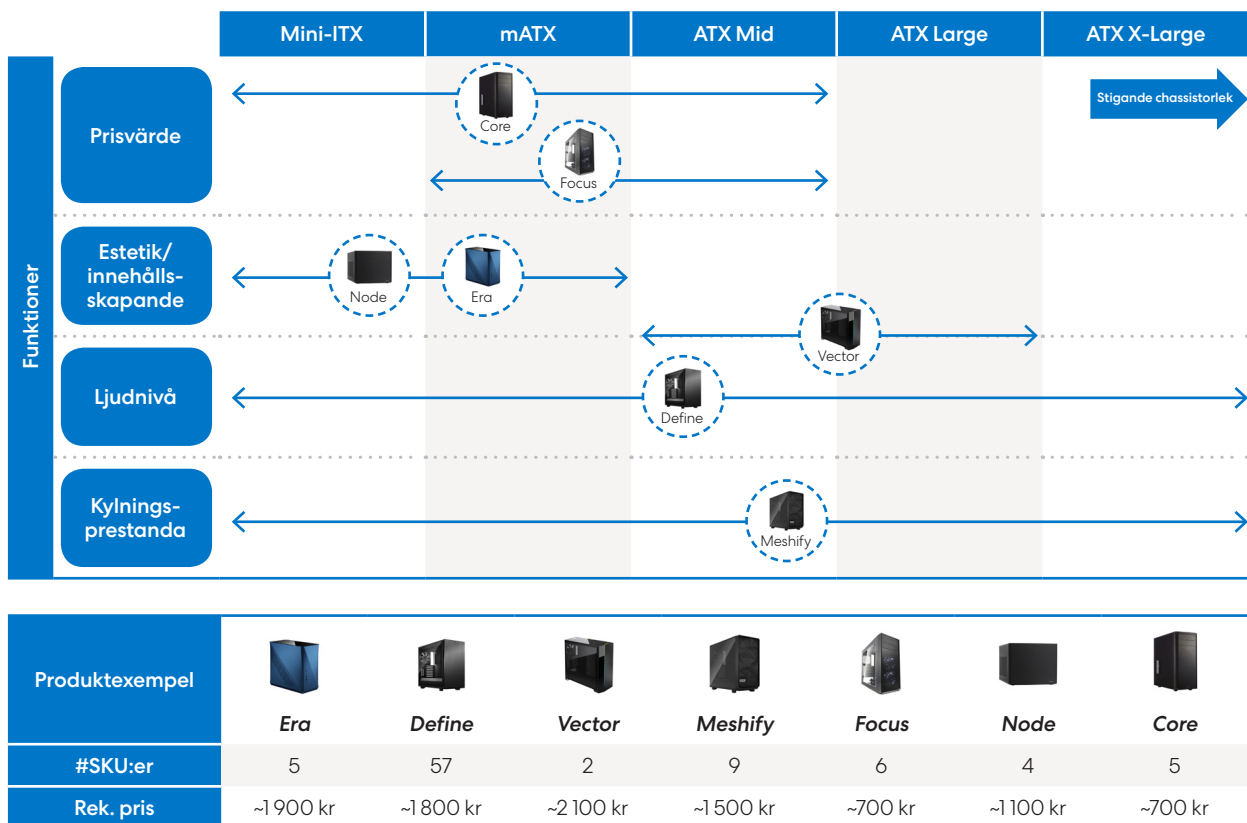 Mini-ITX mATX ATX Mid ATX Large ATX X-Large
Funktioner
Prisvärde
Core
Focus
Stigande chassistorlek
Estetik/
innehålls-
skapande
Node Era
Vector
Ljudnivå
Define
Kylnings-
prestanda
Meshify
Produktexempel
Era Define Vector Meshify Focus Node Core
#SKU:er 5 57 2 9 6 4 5
Rek. pris ~1 900 kr ~1 800 kr ~2 100 kr ~1 500 kr ~700 kr ~1 100 kr ~700 kr